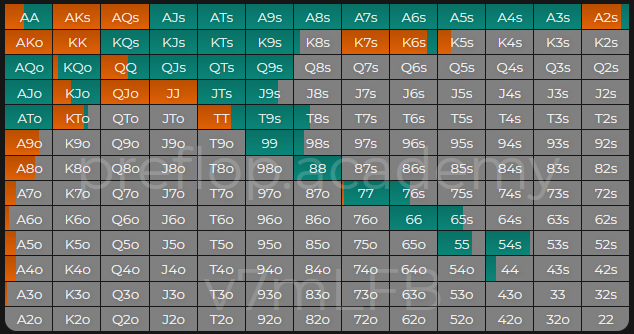 AA AKs AQs AJs ATs A9s A8s A7s A6s A5s A4s A3s A2s
AKo KK KQs KJs KTs K9s K8s K7s K6s K5s K4s K3s K2s
AQo KQo QQ QJs QTs Q9s Q8s Q7s Q6s Q5s Q4s Q3s Q2s
AJo KJo QJo JJ JTs J9s J8s J7s J6s J5s J4s J3s J2s
ATo KTo QTo JTo TT T9s T8s T7s T6s T5s T4s T3s T2s
A9o K9o Q9o J9o T9o 99 98s 97s 96s 95s 94s 93s 92s
A8o K8o Q8o J8o T8o 98o 88 87s 86s 85s 84s 83s 82s
preflop.academy
A7o K7o Q7o J7o T7o 97o 87o 77 76s 75s 74s 73s 72s
A6o K6o Q6o J6o T6o 96o 86o 76o 66 65s 64s 63s 62s
A5o K5o Q5o J5o T5o 95o 85o 75o 65o 55 54s 53s 52s
A4o K4o Q4o J4o T4o 94o 84o 74o 64o 54o 44 43s 42s
v7mLFB
A3o K3o Q3o J3o T3o 93o 83o 73o 63o 53o 43o 33 32s
A2o K2o Q2o J2o T2o 92o 82o 72o 62o 52o 42o 32o 22